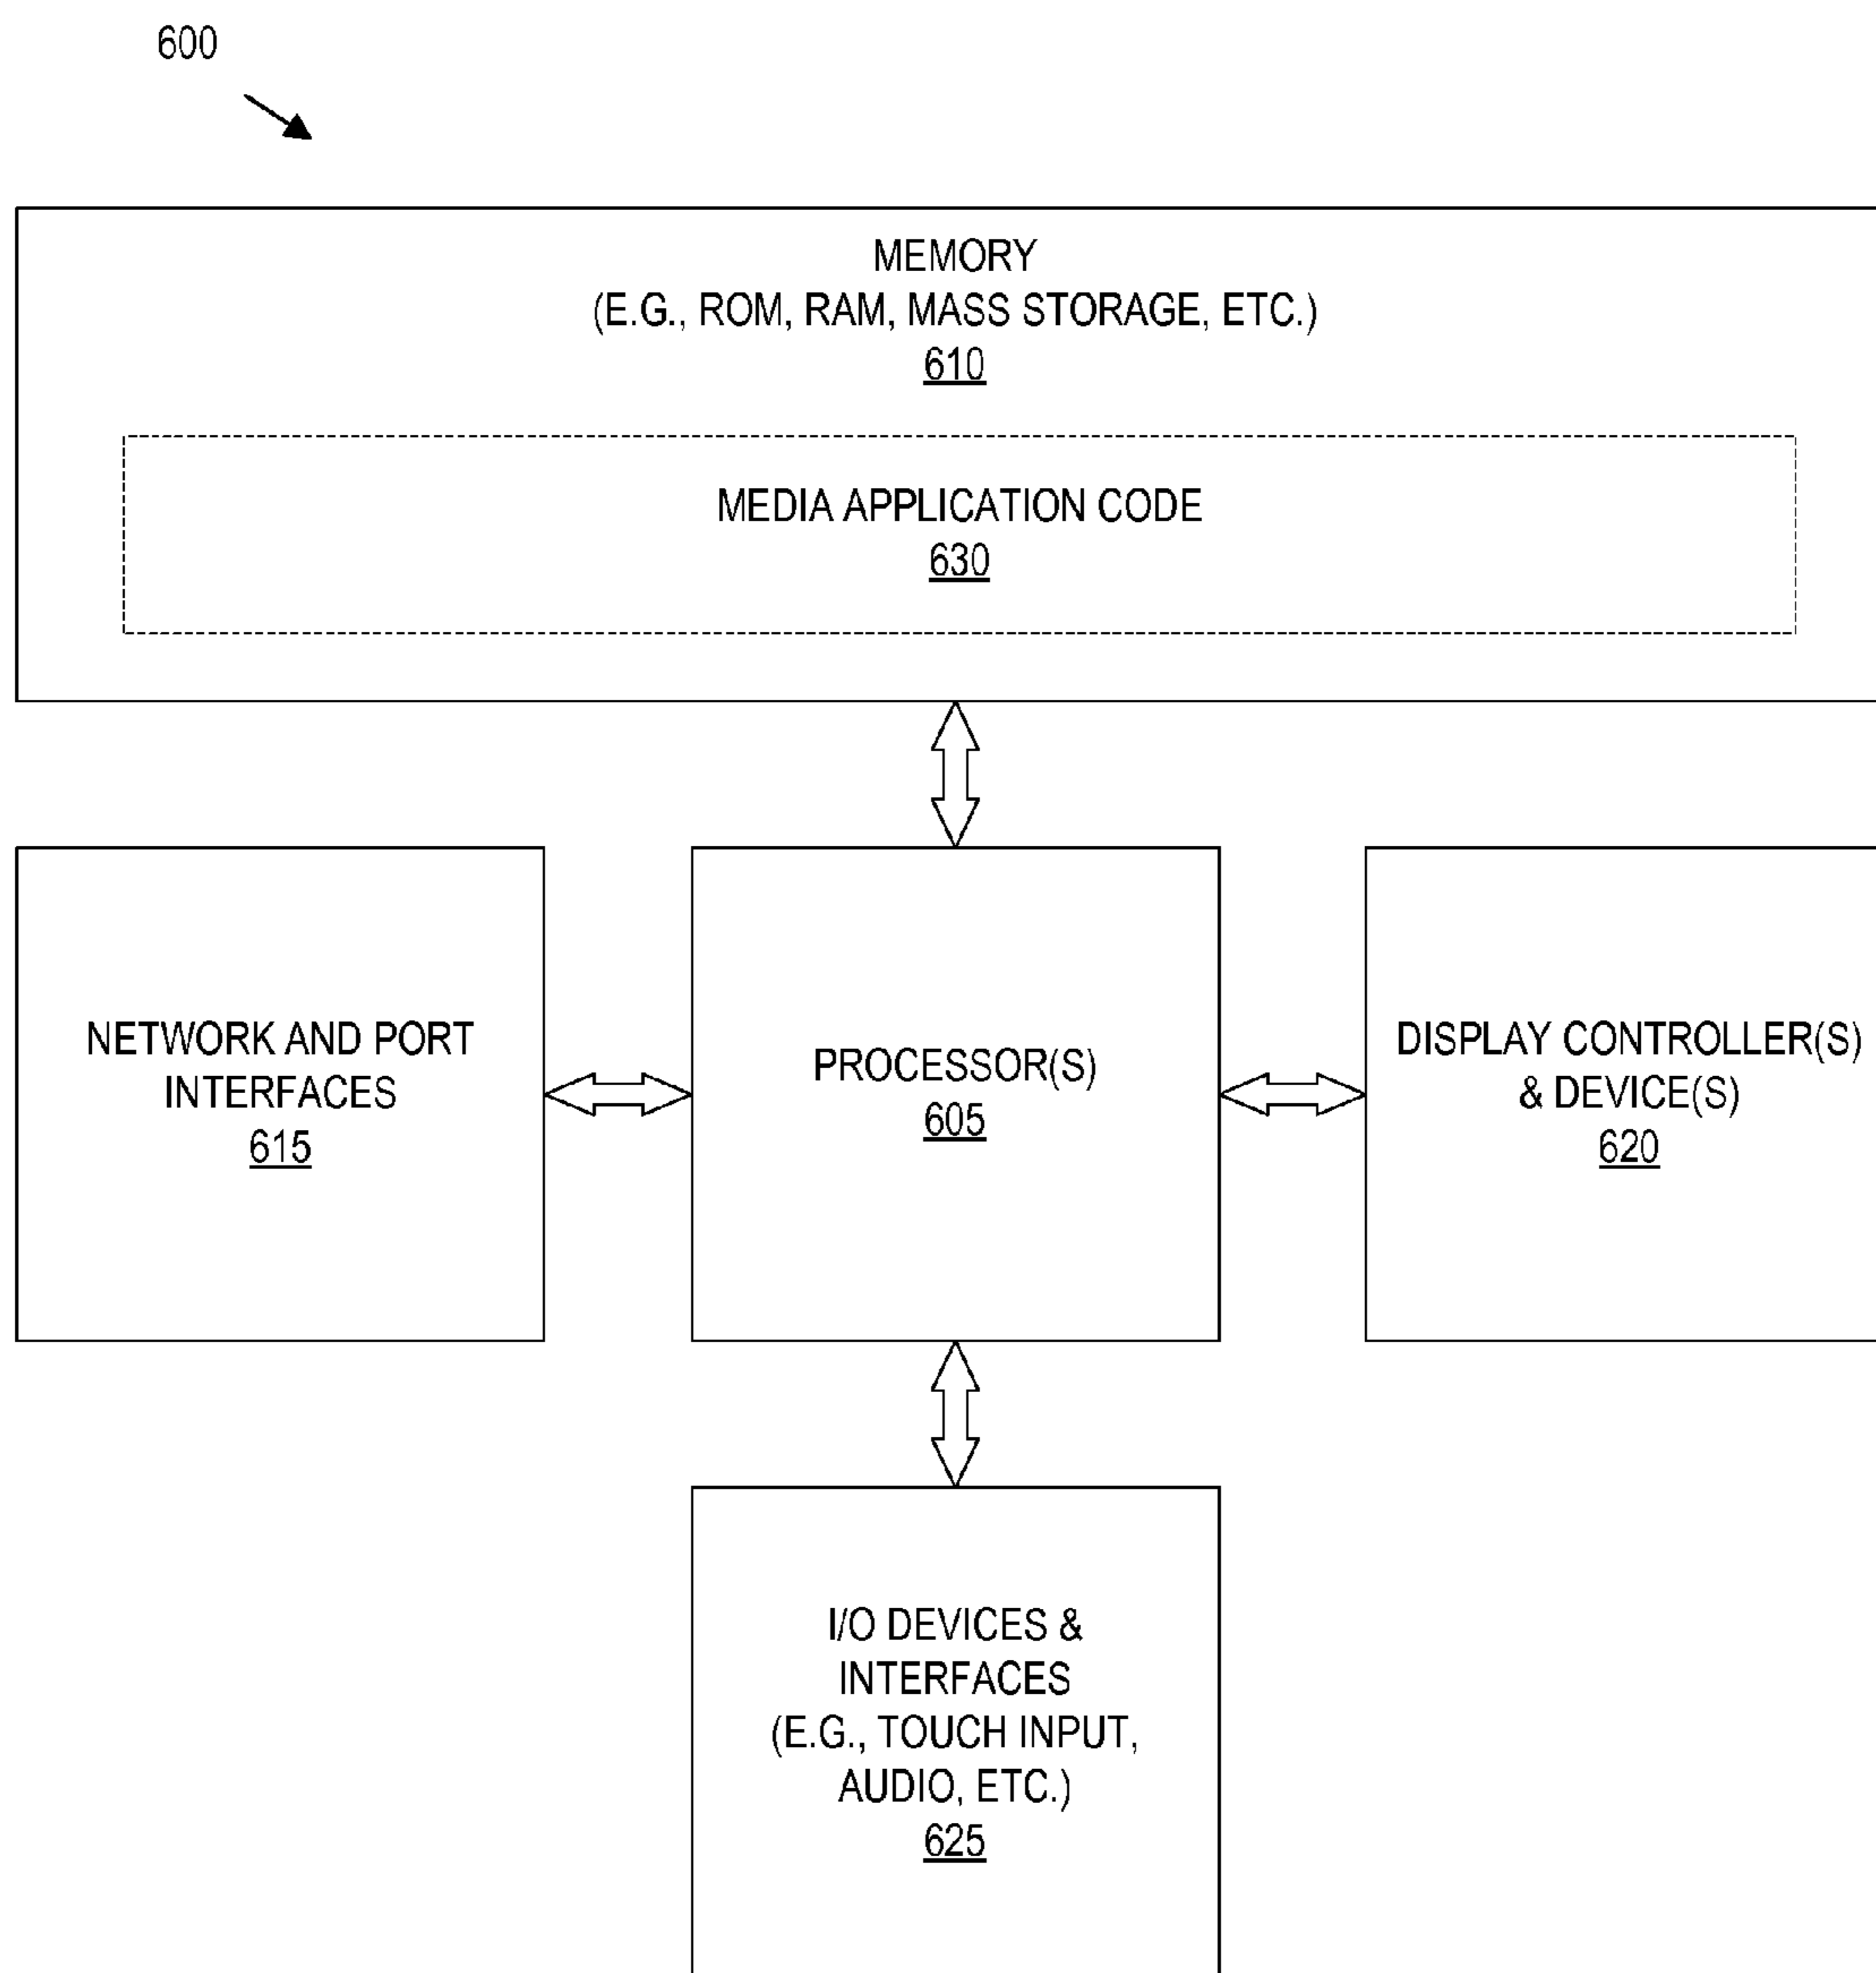 600
MEMORY
(E.G., ROM, RAM, MASS STORAGE, ETC.)
610
MEDIA APPLICATION CODE
630
NETWORK AND PORT
INTERFACES
615
PROCESSOR(S)
605
DISPLAY CONTROLLER(S)
& DEVICE(S)
620
I/O DEVICES &
INTERFACES
(E.G., TOUCH INPUT,
AUDIO, ETC.)
625